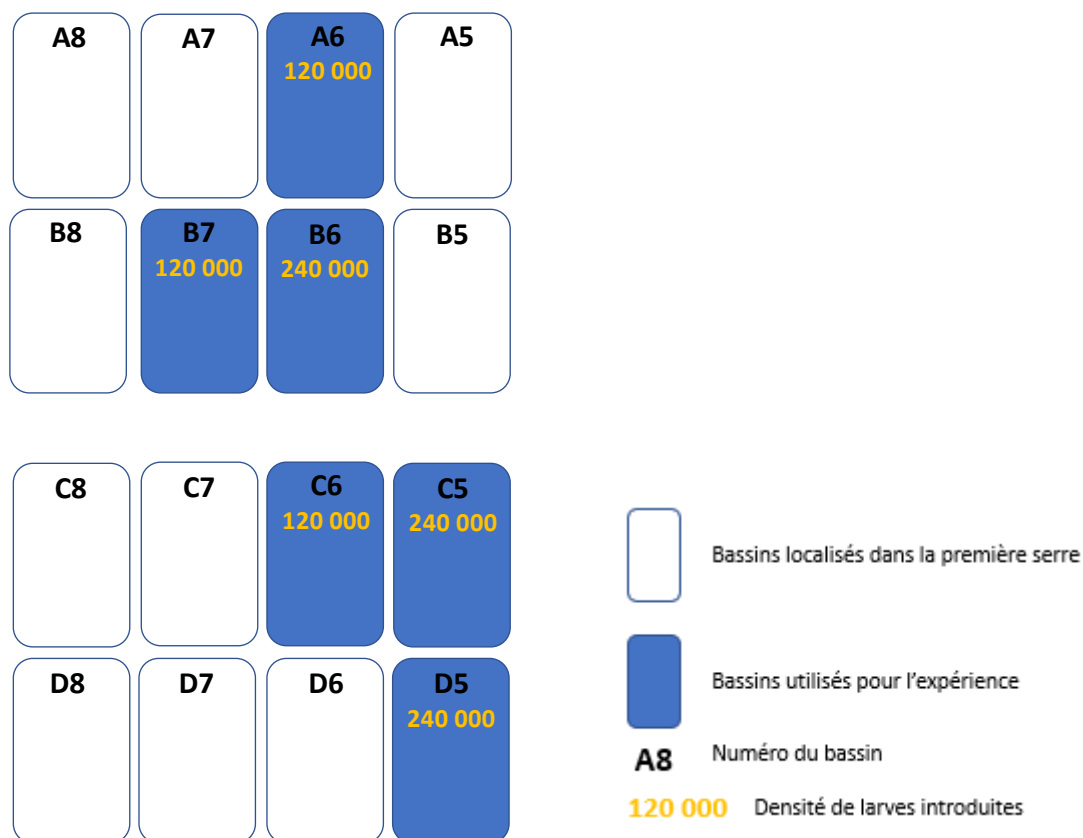 A8 A7 A6 A5
120 000
B8 B7 B6 B5
120 000 240 000
C8 C7 C6 C5
120 000 240 000
D8 D7 D6 D5
240 000
Bassins localisés dans la première serre
Bassins utilisés pour l'expérience
A8 Numéro du bassin
120 000 Densité de larves introduites